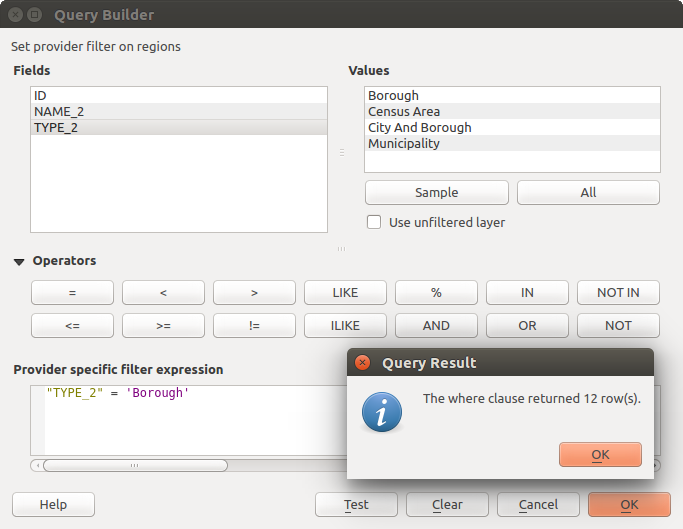 Query Builder
Set provider filter on regions
Fields
Values
ID
NAME_2
TYPE_2
Borough
Census Area
City And Borough
Municipality
Sample All
Use unfiltered layer
Operators
= < > LIKE % IN NOT IN
<= >= != ILIKE AND OR NOT
Provider specific filter expression
"TYPE_2" = 'Borough'
Query Result
The where clause returned 12 row(s).
OK
Help Test Clear Cancel OK